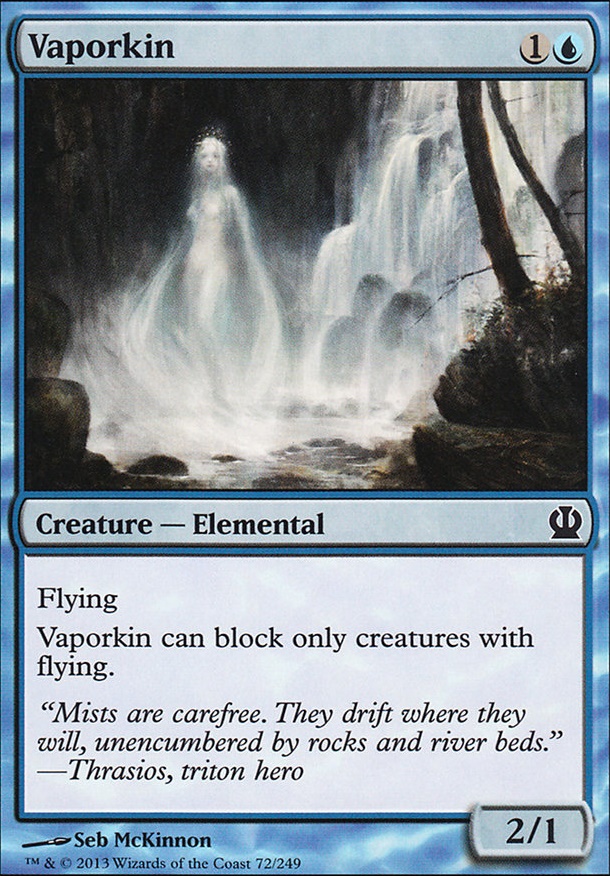 Vaporkin 1
Creature — Elemental
Flying
Vaporkin can block only creatures with
flying.
“Mists are carefree. They drift where they
will, unencumbered by rocks and river beds.”
—Thrasios, triton hero
2/1
Seb McKinnon
™ & © 2013 Wizards of the Coast 72/249